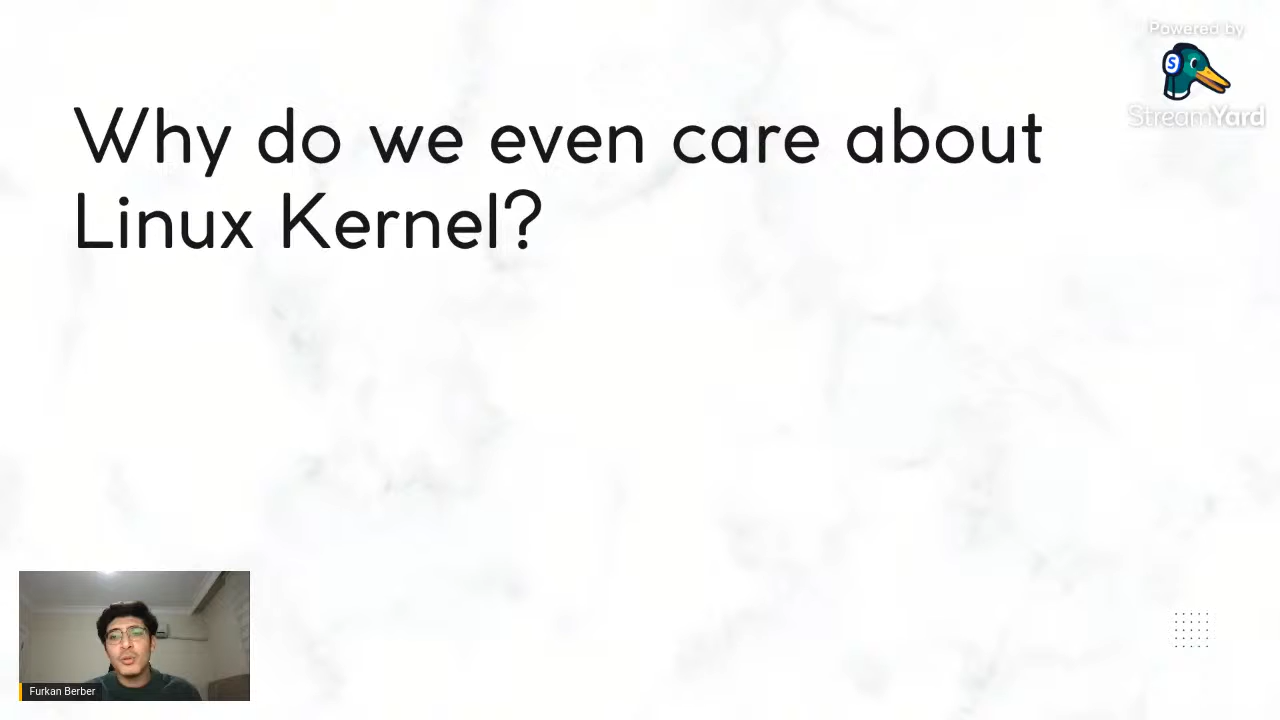 Powered by
S
StreamYard
Why do we even care about
Linux Kernel?
Furkan Berber